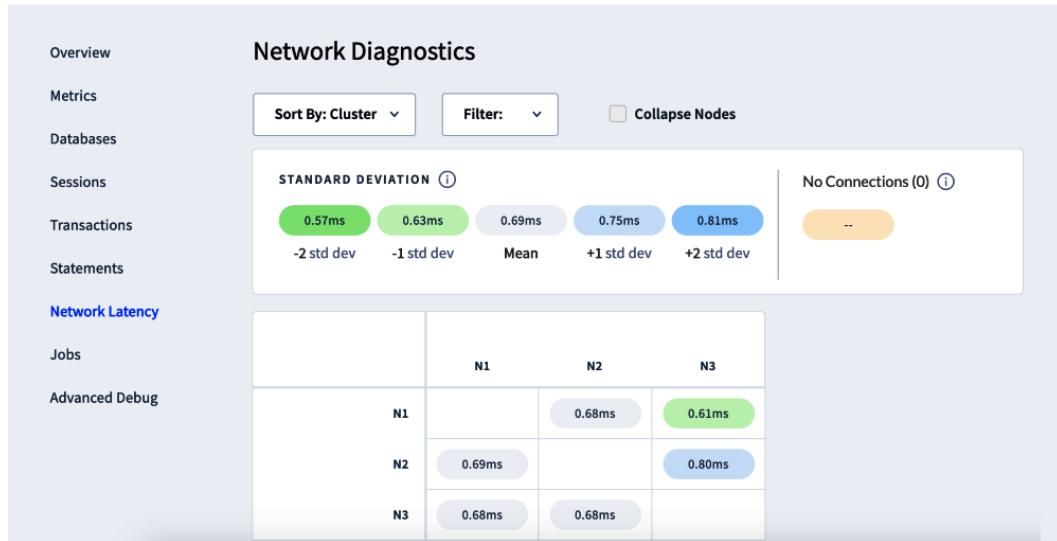 Overview
Metrics
Databases
Sessions
Transactions
Statements
Network Latency
Jobs
Advanced Debug
Network Diagnostics
Sort By: Cluster
Filter:
Collapse Nodes
STANDARD DEVIATION
0.57ms 0.63ms 0.69ms 0.75ms 0.81ms
-2 std dev -1 std dev Mean +1 std dev +2 std dev
No Connections (0)
--
N1 N2 N3
N1 0.68ms 0.61ms
N2 0.69ms 0.80ms
N3 0.68ms 0.68ms